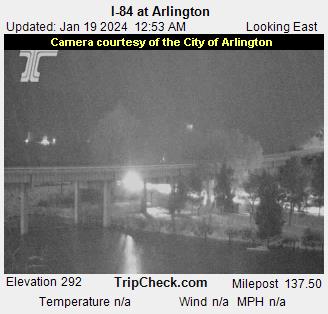 I-84 at Arlington
Updated: Jan 19 2024 12:53 AM Looking East
Camera courtesy of the City of Arlington
Elevation 292 TripCheck.com Milepost 137.50
Temperature n/a Wind n/a MPH n/a